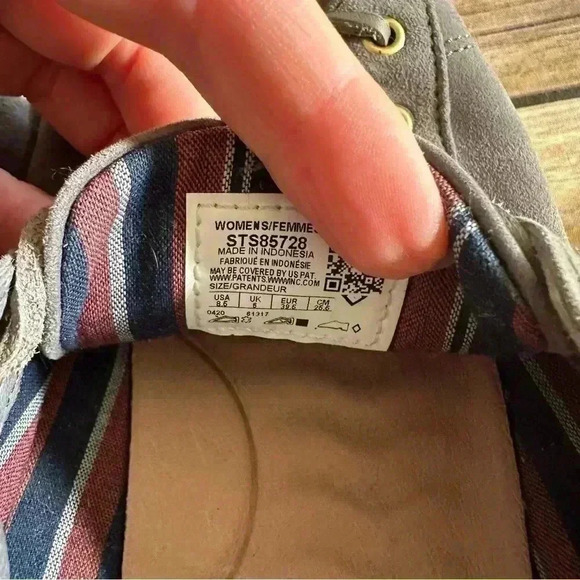 WOMENS/FEMMES
STS85728
MADE IN INDONESIA
FABRIQUÉ EN INDONÉSIE
MAY BE COVERED BY US PAT.
WWW.PATENTS.WWWINC.COM
SIZE/GRANDEUR
USA UK EUR CM
8.5 6 39.5 25.5
0420 61317